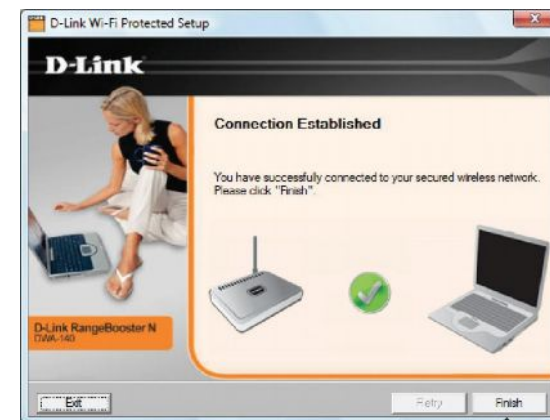 D-Link Wi-Fi Protected Setup
D-Link
Connection Established
You have successfully connected to your secured wireless network.
Please click "Finish".
D-Link RangeBooster N
DWA-140
Exit
Retry
Finish